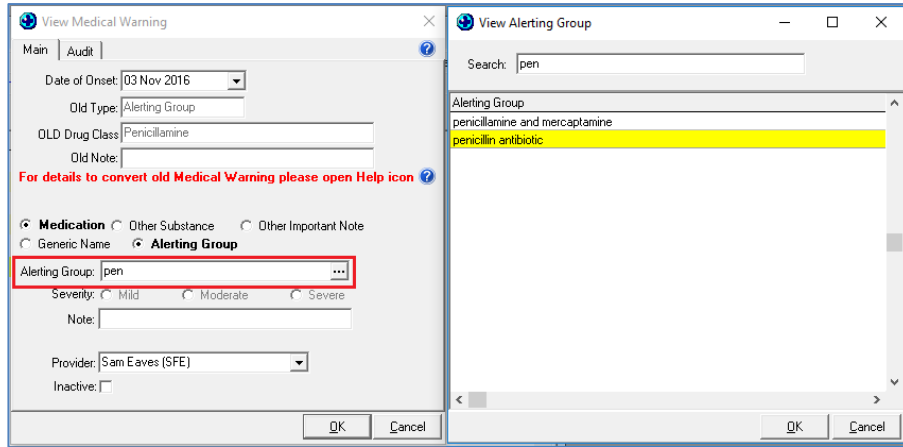 View Medical Warning
Main Audit
Date of Onset: 03 Nov 2016
Old Type: Alerting Group
OLD Drug Class Penicillamine
Old Note:
For details to convert old Medical Warning please open Help icon
Medication Other Substance Other Important Note
Generic Name Alerting Group
Alerting Group: pen ...
Severity: Mild Moderate Severe
Note:
Provider: Sam Eaves (SFE)
Inactive:
OK Cancel
View Alerting Group
Search: pen
Alerting Group
penicillamine and mercaptamine
penicillin antibiotic
OK Cancel